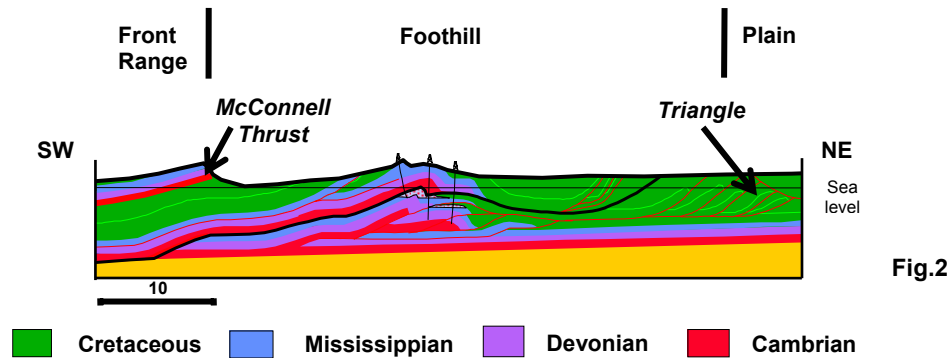 Front
Range
Foothill
Plain
McConnell
Thrust
Triangle
SW
NE
Sea
level
Fig.2
10
Cretaceous
Mississippian
Devonian
Cambrian